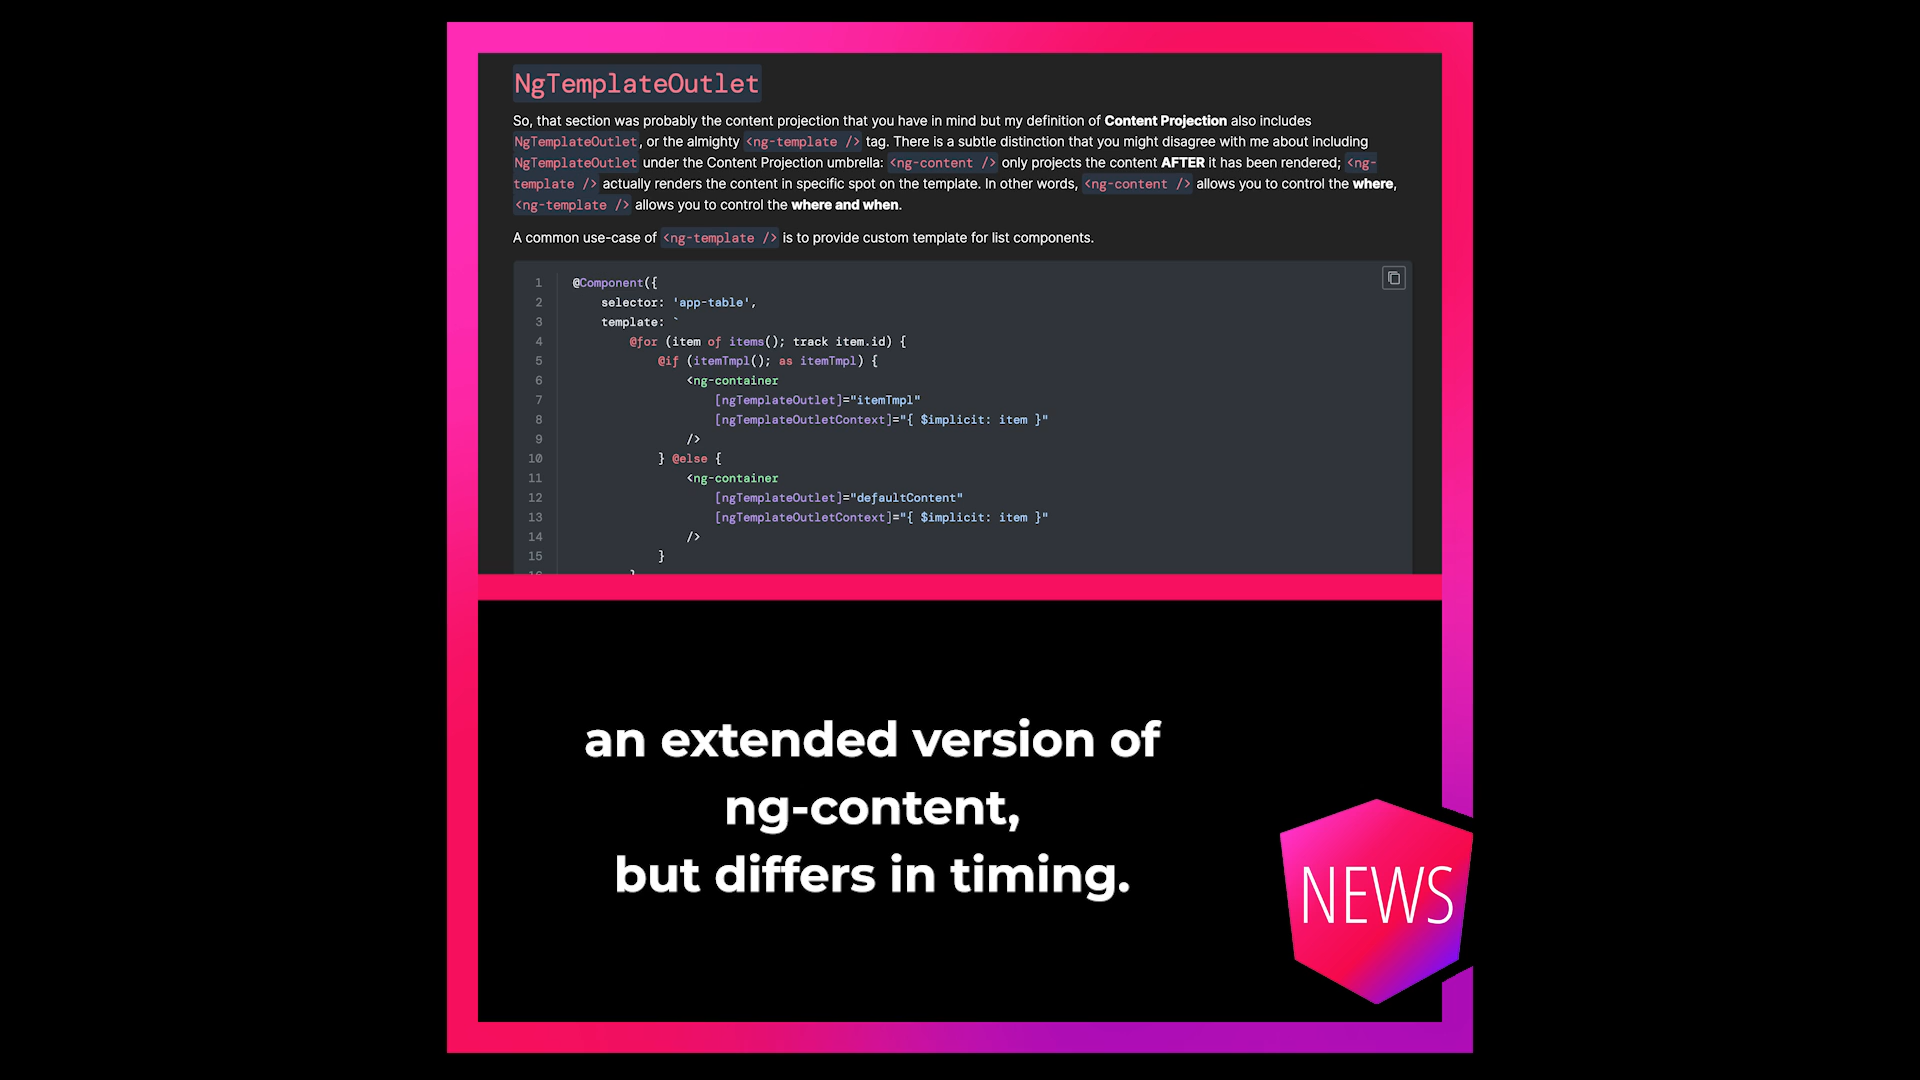 NgTemplateOutlet
So, that section was probably the content projection that you have in mind but my definition of Content Projection also includes
NgTemplateOutlet, or the almighty <ng-template /> tag. There is a subtle distinction that you might disagree with me about including
NgTemplateOutlet under the Content Projection umbrella: <ng-content /> only projects the content AFTER it has been rendered; <ng-
template /> actually renders the content in specific spot on the template. In other words, <ng-content /> allows you to control the where,
<ng-template /> allows you to control the where and when.
A common use-case of <ng-template /> is to provide custom template for list components.
1 @Component({
2 selector: 'app-table',
3 template: `
4 @for (item of items(); track item.id) {
5 @if (itemTmpl(); as itemTmpl) {
6 <ng-container
7 [ngTemplateOutlet]="itemTmpl"
8 [ngTemplateOutletContext]="{ $implicit: item }"
9 />
10 } @else {
11 <ng-container
12 [ngTemplateOutlet]="defaultContent"
13 [ngTemplateOutletContext]="{ $implicit: item }"
14 />
15 }
an extended version of
ng-content,
but differs in timing.
NEWS